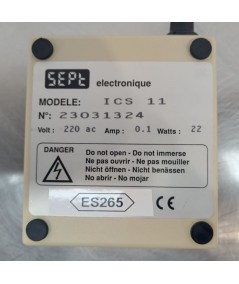 SEPt electronique
MODELE: ICS 11
N°: 23031324
Volt : 220 ac Amp : 0.1 Watts : 22
DANGER
Do not open - Do not immerse
Ne pas ouvrir - Ne pas mouiller
Nicht öffnen - Nicht benässen
No abrir - No mojar
ES265 CE